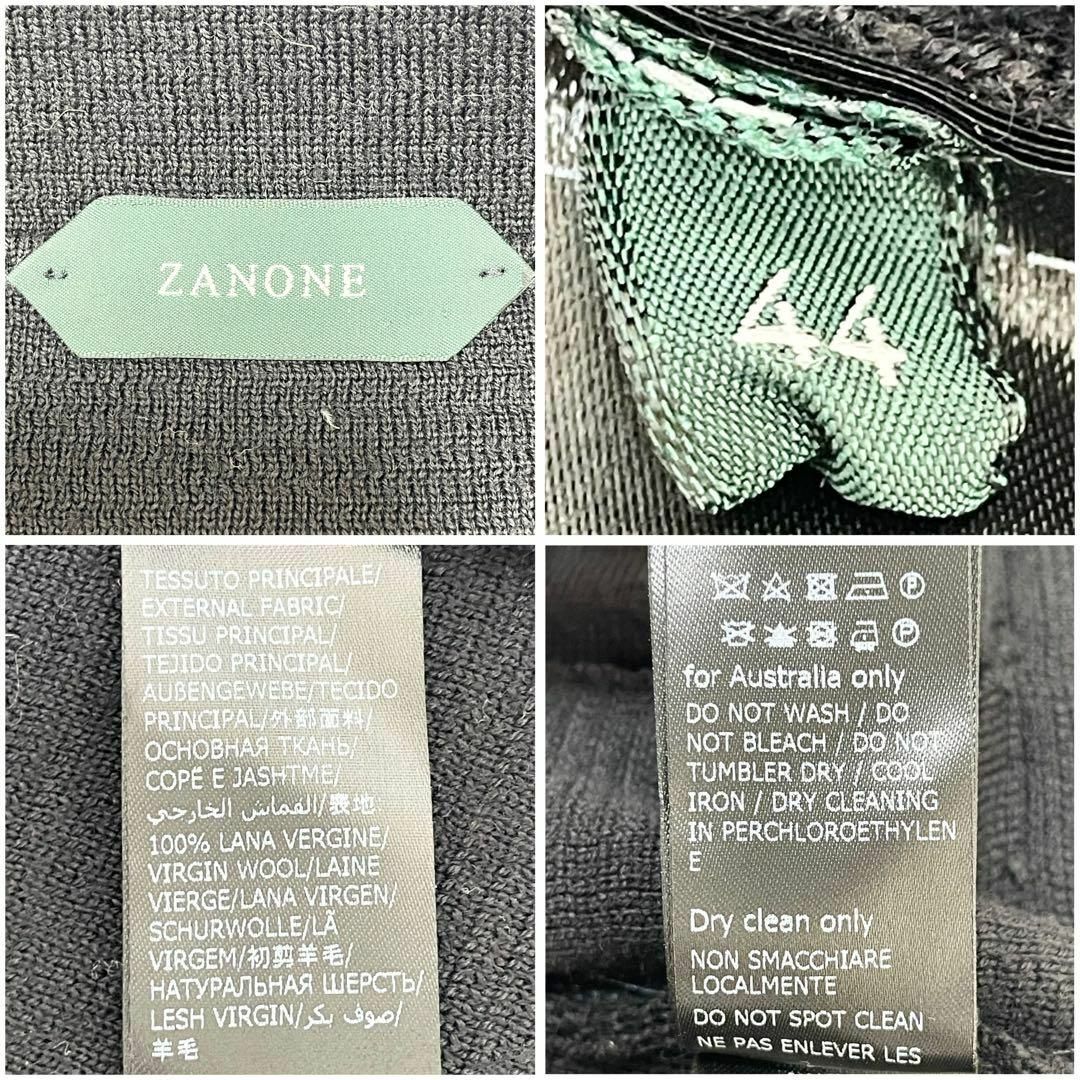 ZANONE
44
TESSUTO PRINCIPALE/
EXTERNAL FABRIC/
TISSU PRINCIPAL/
TEJIDO PRINCIPAL/
AUßENGEWEBE/TECIDO
PRINCIPAL/外部面料/
ОСНОВНАЯ ТКАНЬ/
COPË E JASHTME/
القماش الخارجي/表地
100% LANA VERGINE/
VIRGIN WOOL/LAINE
VIERGE/LANA VIRGEN/
SCHURWOLLE/LÃ
VIRGEM/初剪羊毛/
НАТУРАЛЬНАЯ ШЕРСТЬ/
LESH VIRGIN/صوف بكر/
羊毛
P
P
for Australia only
DO NOT WASH / DO
NOT BLEACH / DO NOT
TUMBLER DRY / COOL
IRON / DRY CLEANING
IN PERCHLOROETHYLEN
E
Dry clean only
NON SMACCHIARE
LOCALMENTE
DO NOT SPOT CLEAN
NE PAS ENLEVER LES